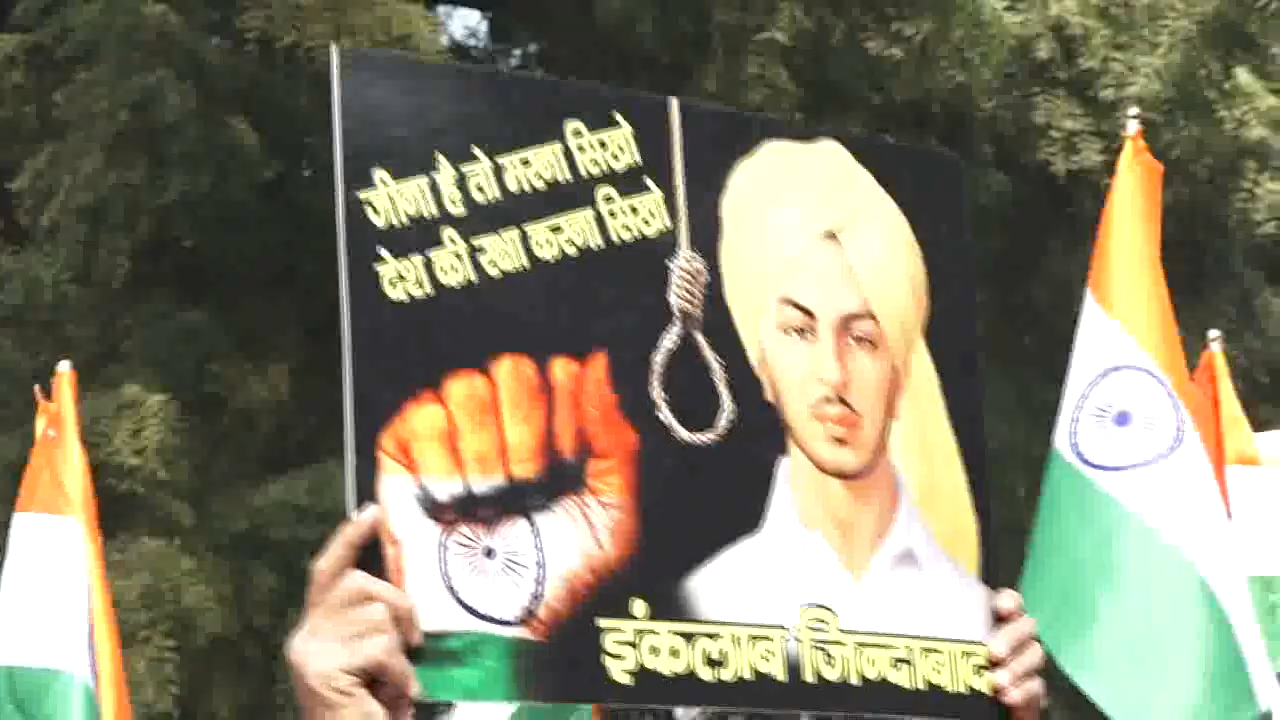 जीना है तो मरना सिखो
देश की रक्षा करना सिखो
इंकलाब जिन्दाबाद